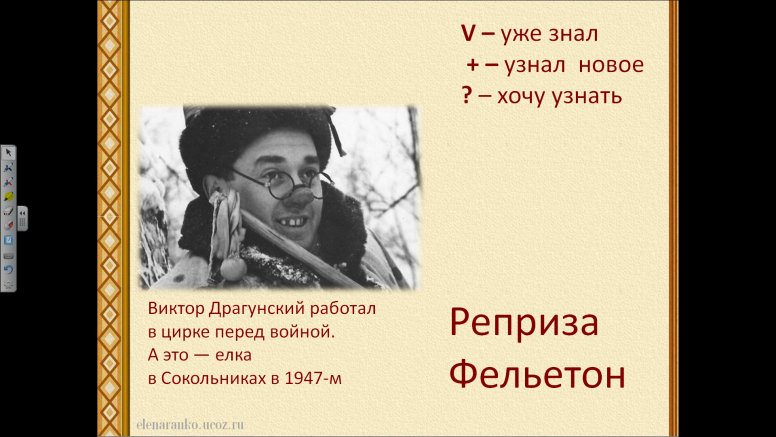 V – уже знал
+ – узнал новое
? – хочу узнать
Виктор Драгунский работал
в цирке перед войной.
А это — елка
в Сокольниках в 1947-м
Реприза
Фельетон
elenaranko.ucoz.ru